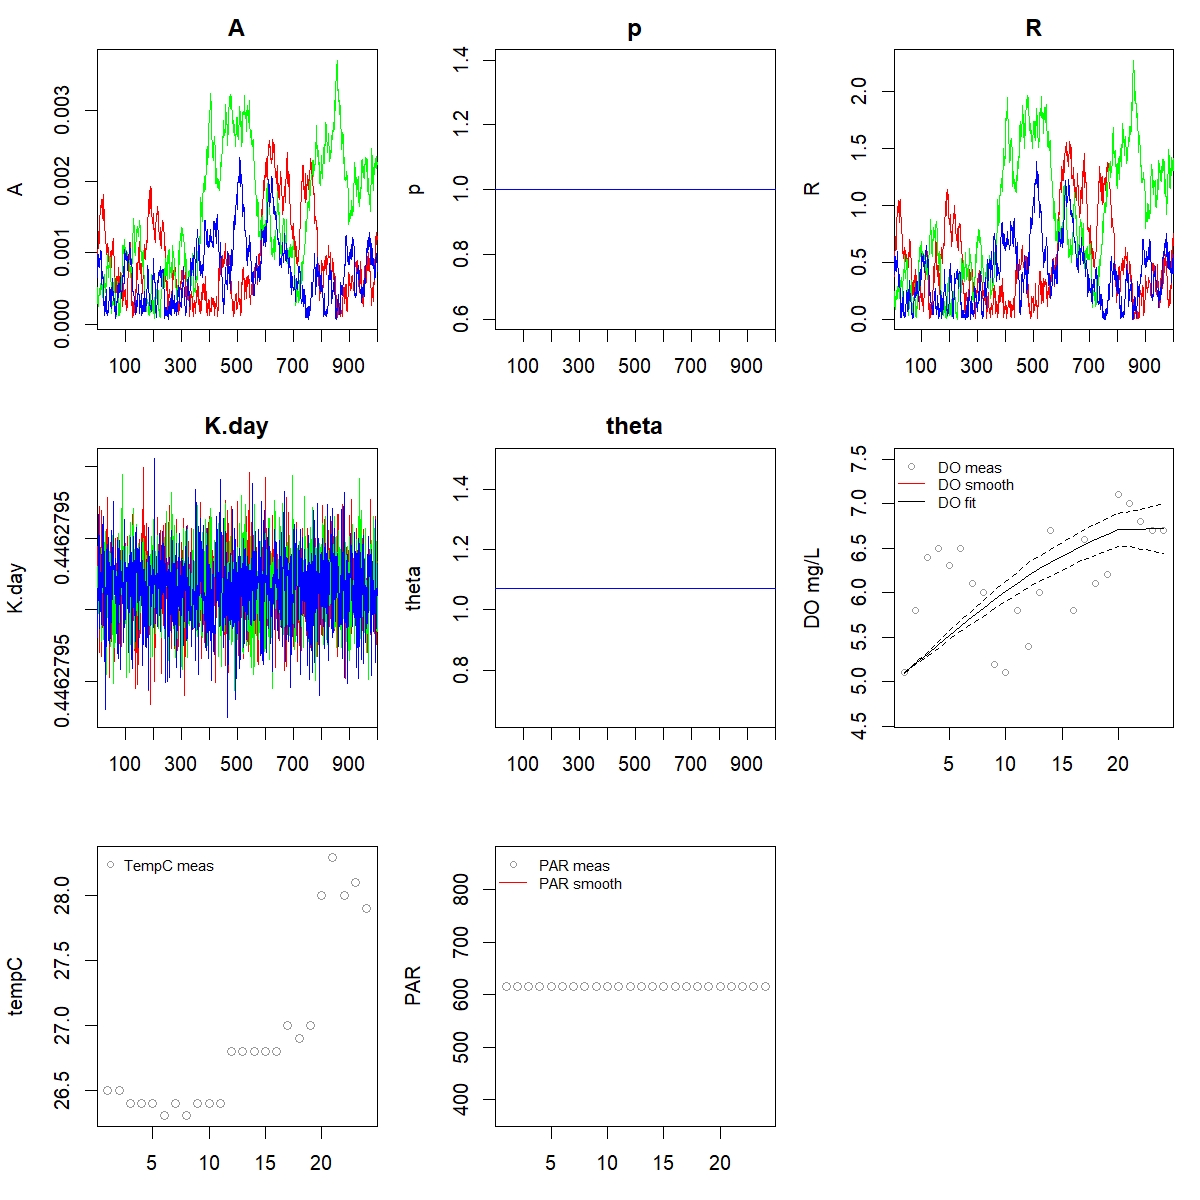 A
A
0.003
0.002
0.001
0.000
100 300 500 700 900
p
p
1.4
1.2
1.0
0.8
0.6
100 300 500 700 900
R
R
2.0
1.5
1.0
0.5
0.0
100 300 500 700 900
K.day
K.day
0.4462795
0.4462795
100 300 500 700 900
theta
theta
1.4
1.2
1.0
0.8
100 300 500 700 900
DO mg/L
7.5
7.0
6.5
6.0
5.5
5.0
4.5
DO meas
DO smooth
DO fit
5 10 15 20
tempC
28.0
27.5
27.0
26.5
TempC meas
5 10 15 20
PAR
800
700
600
500
400
PAR meas
PAR smooth
5 10 15 20